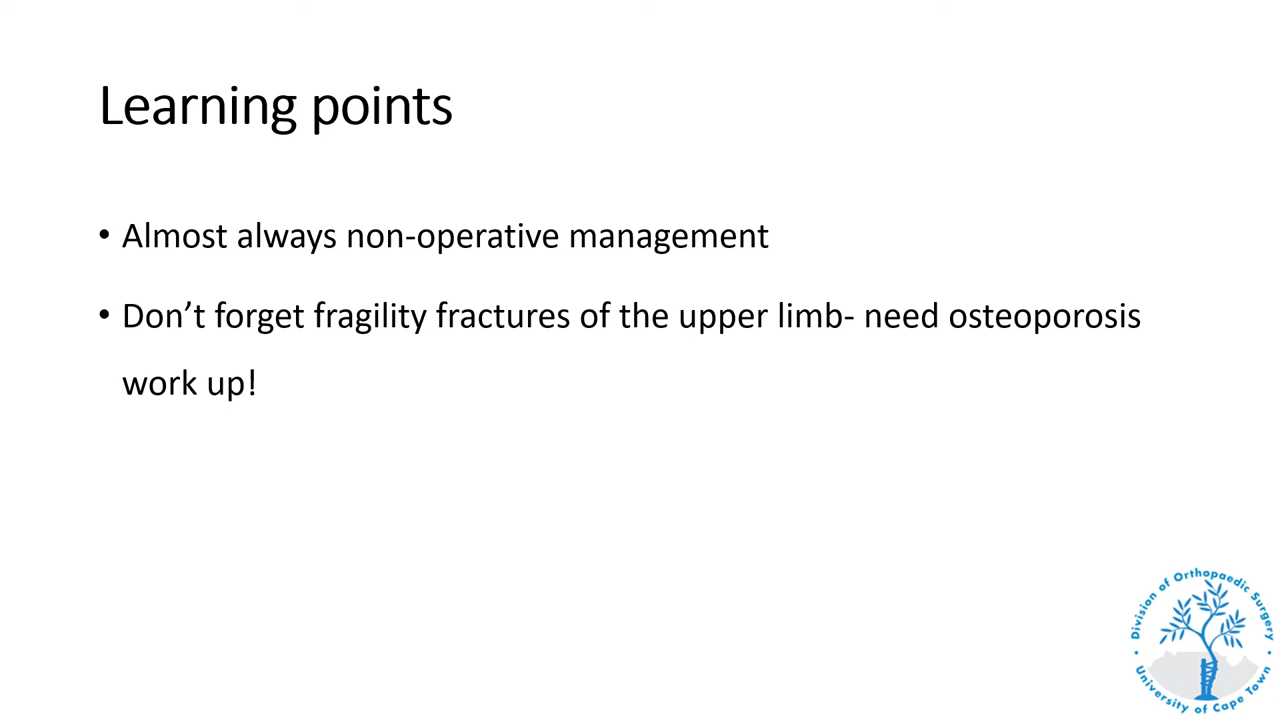 Learning points
• Almost always non-operative management
• Don’t forget fragility fractures of the upper limb- need osteoporosis
work up!
Division of Orthopaedic Surgery
• University of Cape Town •